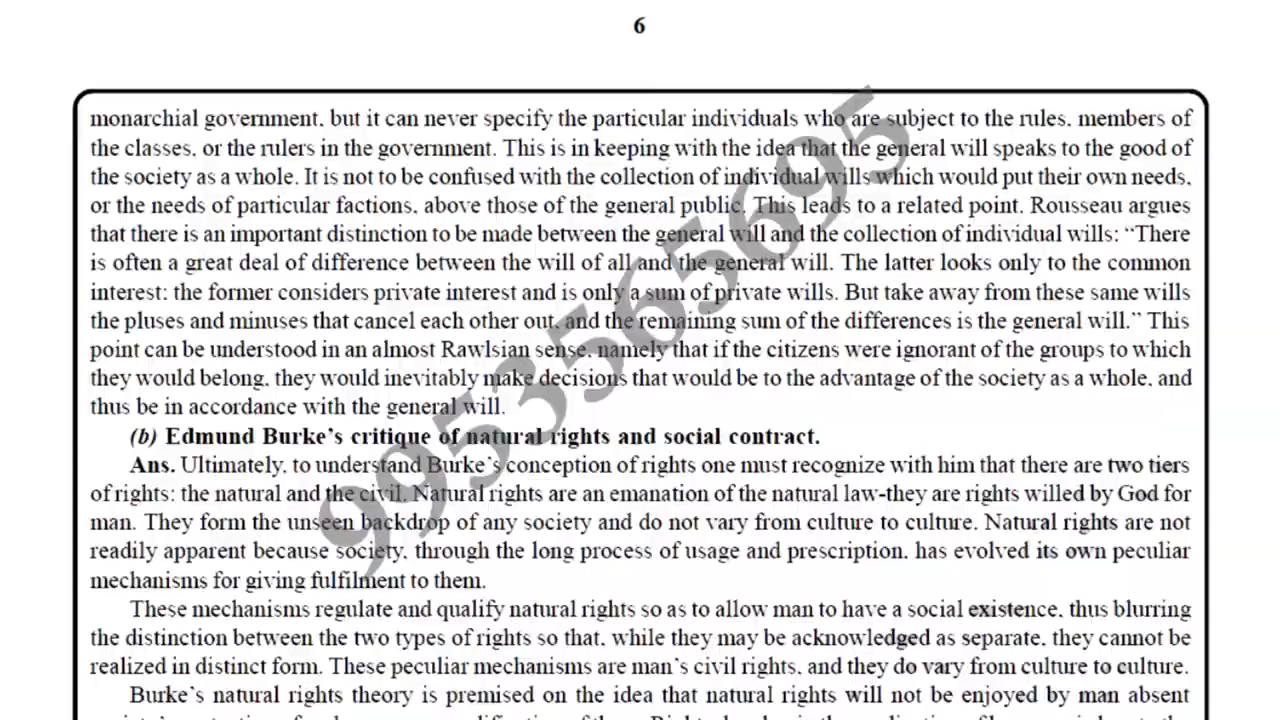 6
monarchial government, but it can never specify the particular individuals who are subject to the rules, members of
the classes, or the rulers in the government. This is in keeping with the idea that the general will speaks to the good of
the society as a whole. It is not to be confused with the collection of individual wills which would put their own needs,
or the needs of particular factions, above those of the general public. This leads to a related point. Rousseau argues
that there is an important distinction to be made between the general will and the collection of individual wills: “There
is often a great deal of difference between the will of all and the general will. The latter looks only to the common
interest; the former considers private interest and is only a sum of private wills. But take away from these same wills
the pluses and minuses that cancel each other out, and the remaining sum of the differences is the general will.” This
point can be understood in an almost Rawlsian sense, namely that if the citizens were ignorant of the groups to which
they would belong, they would inevitably make decisions that would be to the advantage of the society as a whole, and
thus be in accordance with the general will.
(b) Edmund Burke’s critique of natural rights and social contract.
Ans. Ultimately, to understand Burke’s conception of rights one must recognize with him that there are two tiers
of rights: the natural and the civil. Natural rights are an emanation of the natural law-they are rights willed by God for
man. They form the unseen backdrop of any society and do not vary from culture to culture. Natural rights are not
readily apparent because society, through the long process of usage and prescription, has evolved its own peculiar
mechanisms for giving fulfilment to them.
These mechanisms regulate and qualify natural rights so as to allow man to have a social existence, thus blurring
the distinction between the two types of rights so that, while they may be acknowledged as separate, they cannot be
realized in distinct form. These peculiar mechanisms are man’s civil rights, and they do vary from culture to culture.
Burke’s natural rights theory is premised on the idea that natural rights will not be enjoyed by man absent
9953565695